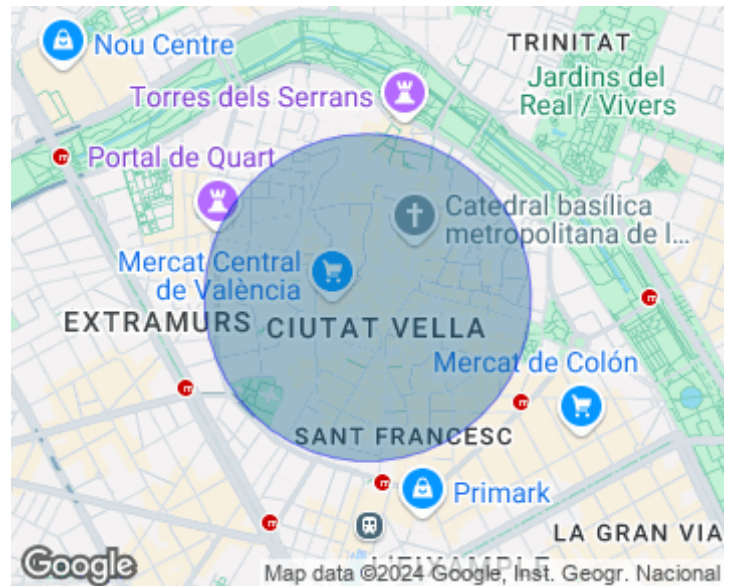 Nou Centre
TRINITAT
Torres dels Serrans
Jardins del
Real / Vivers
Portal de Quart
Catedral basílica
metropolitana de l...
Mercat Central
de València
EXTRAMURS
CIUTAT VELLA
Mercat de Colón
SANT FRANCESC
Primark
LA GRAN VIA
Google
Map data ©2024 Google, Inst. Geogr. Nacional